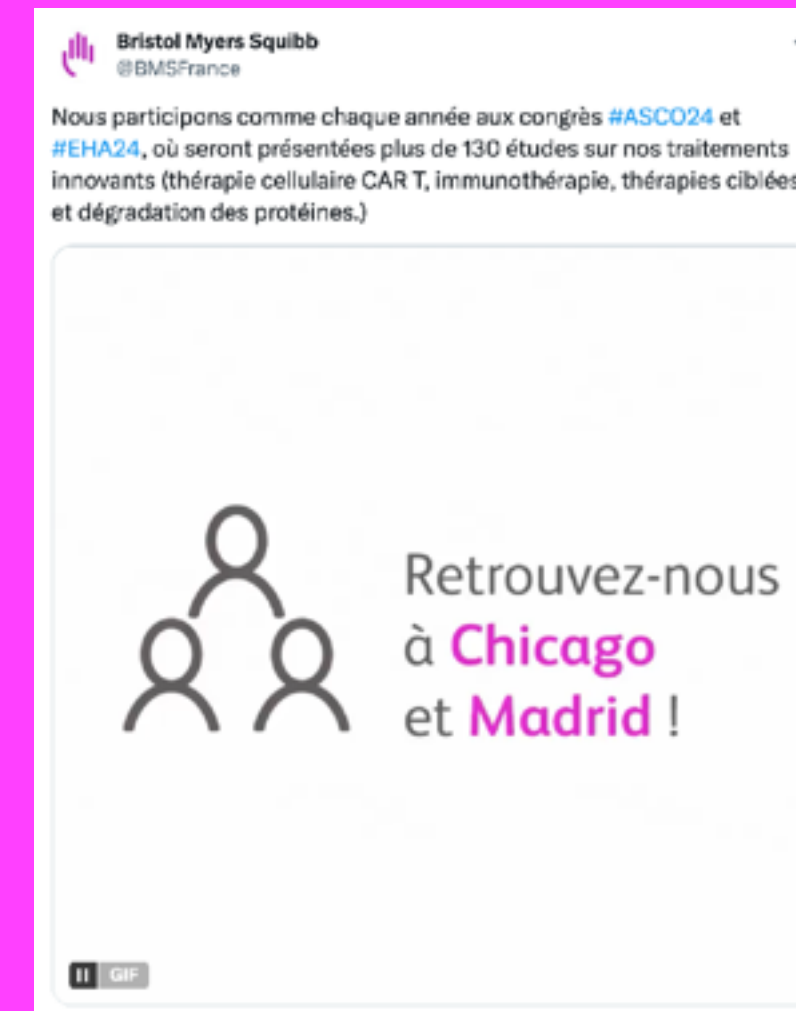 Bristol Myers Squibb
@BMSFrance
Nous participons comme chaque année aux congrès #ASCO24 et
#EHA24, où seront présentées plus de 130 études sur nos traitements
innovants (thérapie cellulaire CAR T, immunothérapie, thérapies ciblées
et dégradation des protéines.)
Retrouvez-nous
à Chicago
et Madrid !
GIF